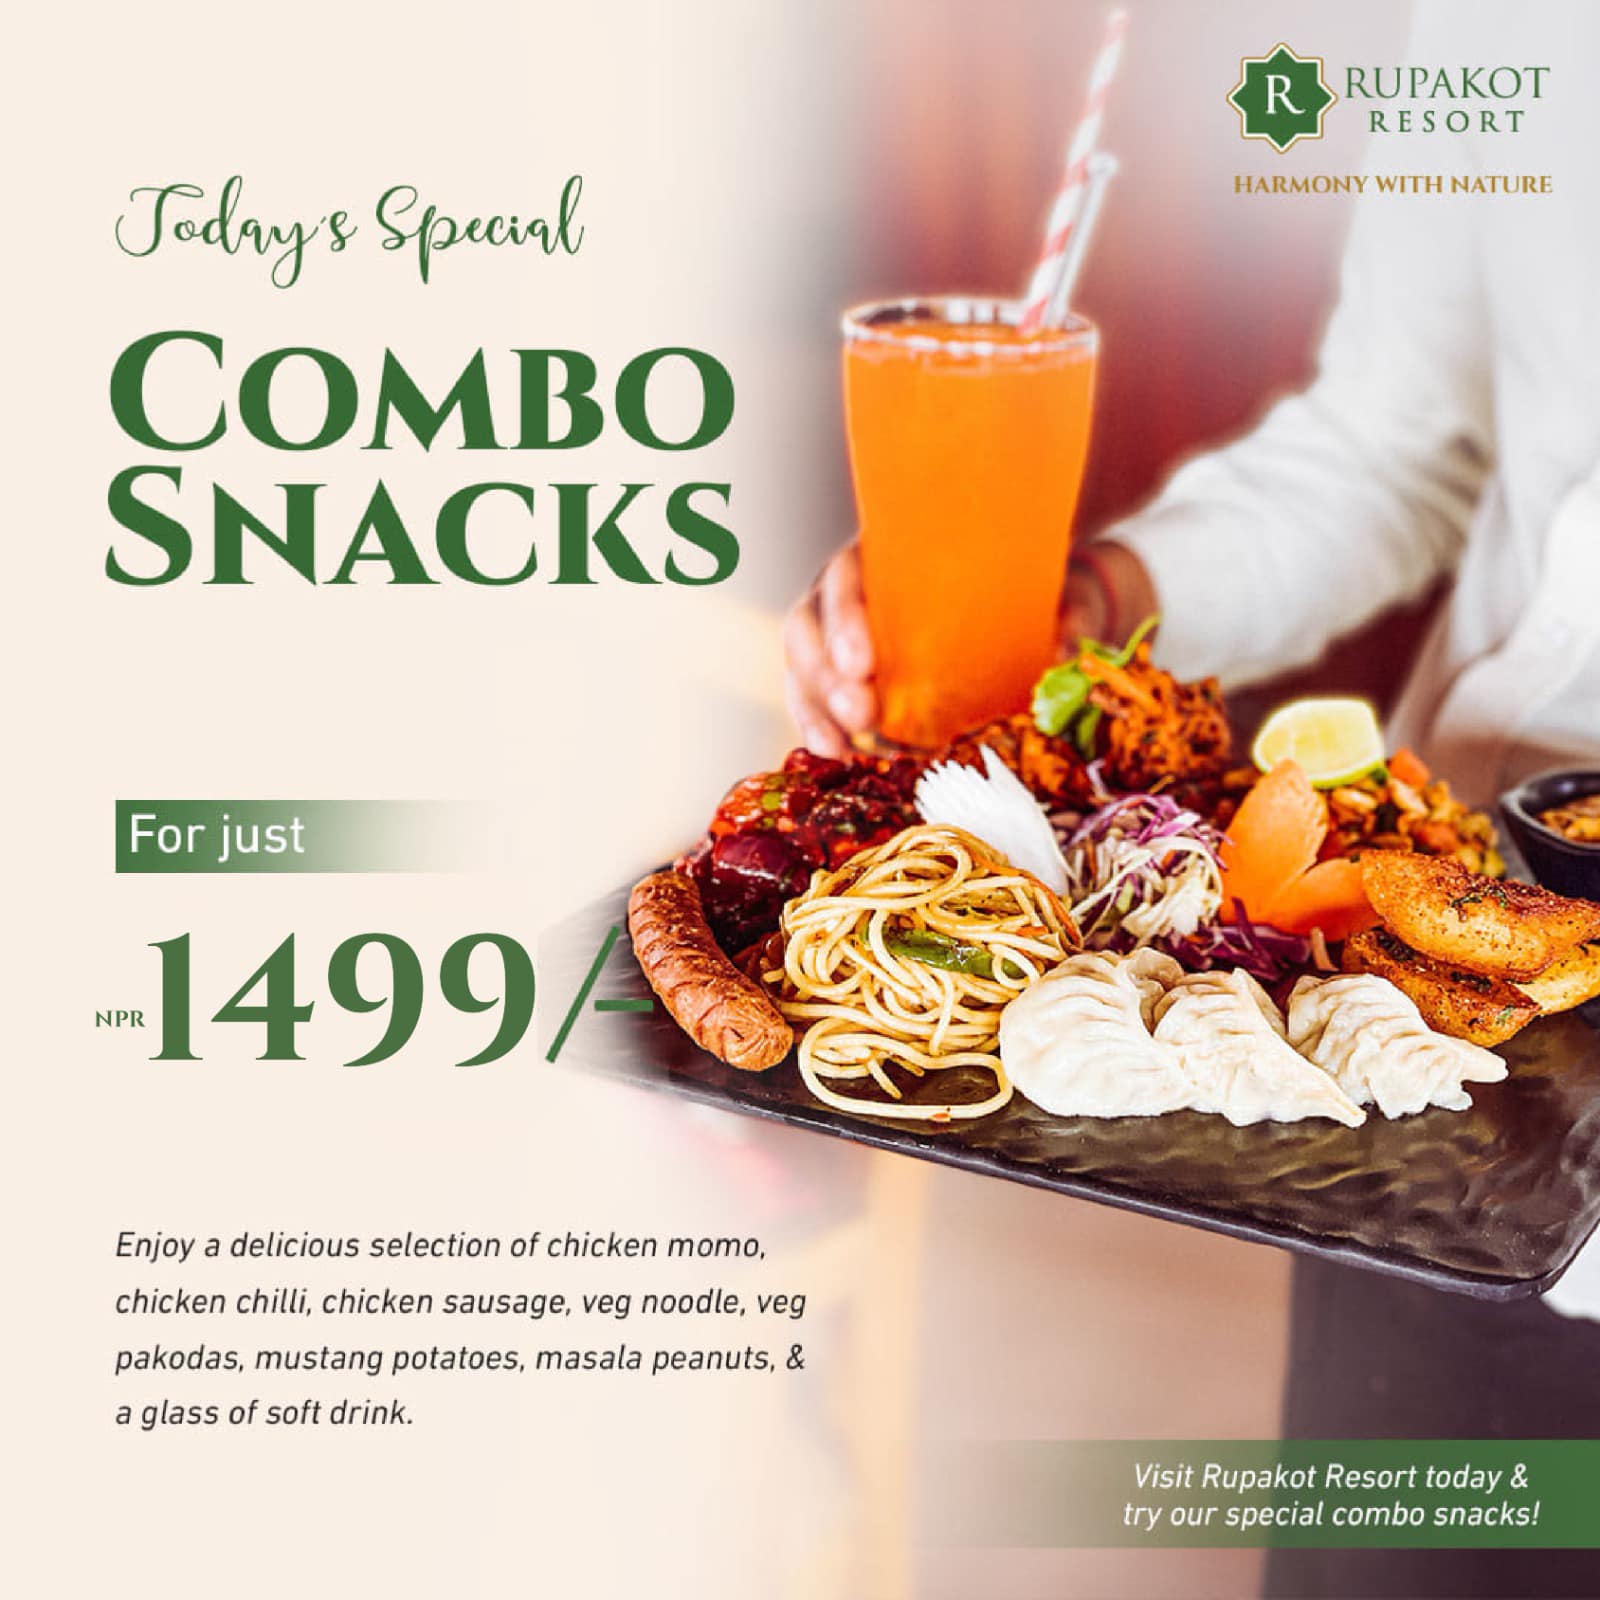 R
RUPAKOT
RESORT
HARMONY WITH NATURE
Today's Special
COMBO
SNACKS
For just
NPR 1499/-
Enjoy a delicious selection of chicken momo,
chicken chilli, chicken sausage, veg noodle, veg
pakodas, mustang potatoes, masala peanuts, &
a glass of soft drink.
Visit Rupakot Resort today &
try our special combo snacks!